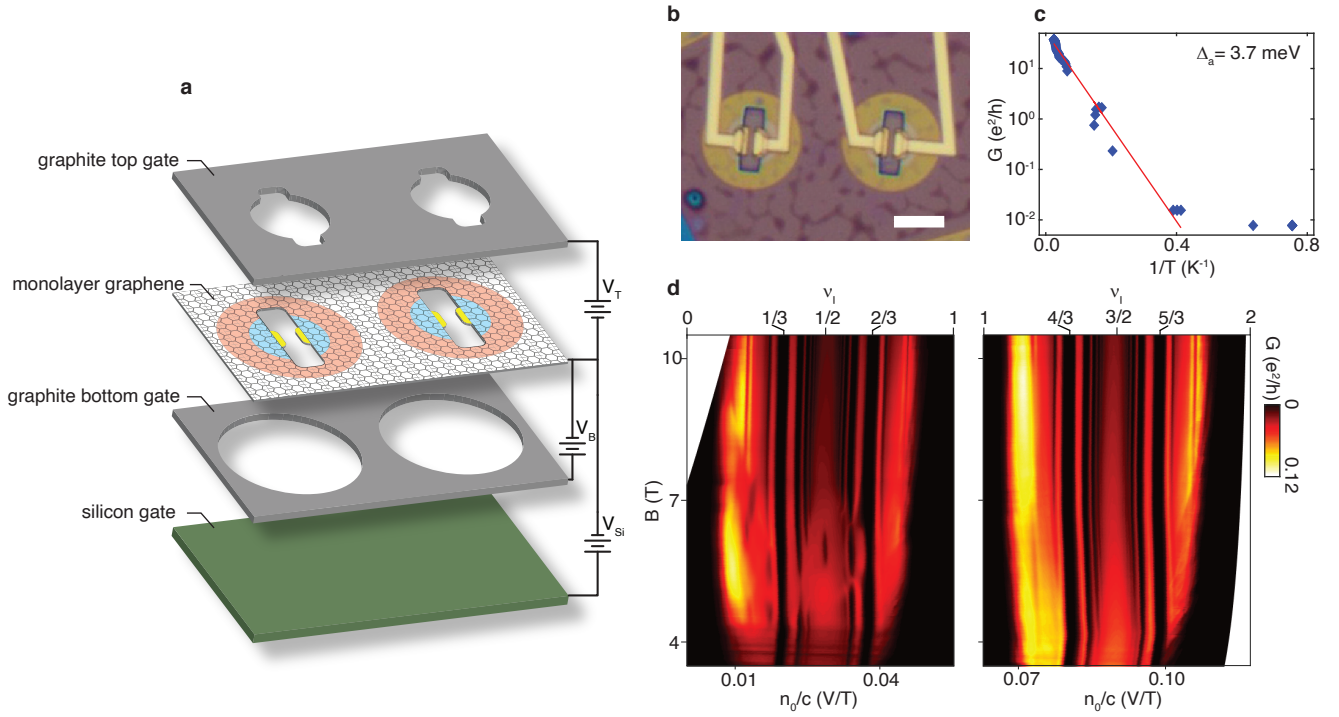 a
graphite top gate
monolayer graphene
graphite bottom gate
silicon gate
V_T
V_B
V_Si
b
c
Δ_a = 3.7 meV
G (e²/h)
10¹
10⁰
10⁻¹
10⁻²
0.0 0.4 0.8
1/T (K⁻¹)
d
ν_I
0 1/3 1/2 2/3 1
B (T)
10
7
4
0.01 0.04
n₀/c (V/T)
ν_I
1 4/3 3/2 5/3 2
0.07 0.10
n₀/c (V/T)
G (e²/h)
0
0.12